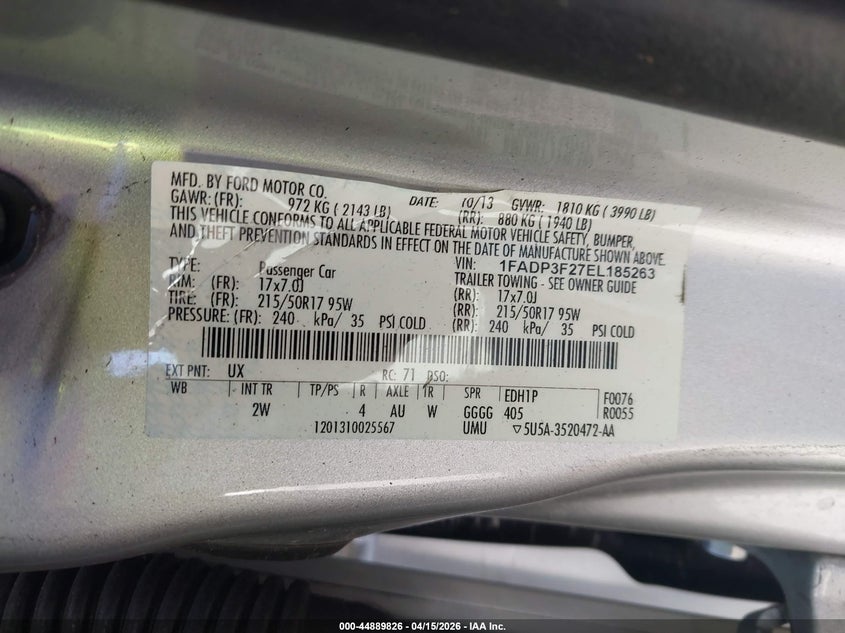 MFD. BY FORD MOTOR CO. DATE: 10/13 GVWR: 1810 KG ( 3990 LB)
GAWR: (FR): 972 KG ( 2143 LB) (RR): 880 KG ( 1940 LB)
THIS VEHICLE CONFORMS TO ALL APPLICABLE FEDERAL MOTOR VEHICLE SAFETY, BUMPER,
AND THEFT PREVENTION STANDARDS IN EFFECT ON THE DATE OF MANUFACTURE SHOWN ABOVE.
TYPE: Passenger Car VIN: 1FADP3F27EL185263
TRAILER TOWING - SEE OWNER GUIDE
RIM: (FR): 17x7.0J (RR): 17x7.0J
TIRE: (FR): 215/50R17 95W (RR): 215/50R17 95W
PRESSURE: (FR): 240 kPa/ 35 PSI COLD (RR): 240 kPa/ 35 PSI COLD
EXT PNT: UX RC: 71 DSO:
WB INT TR TP/PS R AXLE TR SPR EDH1P F0076
2W 4 AU W GGGG 405 R0055
1201310025567 UMU ▽5U5A-3520472-AA
000-44889826 - 04/15/2026 - IAA Inc.